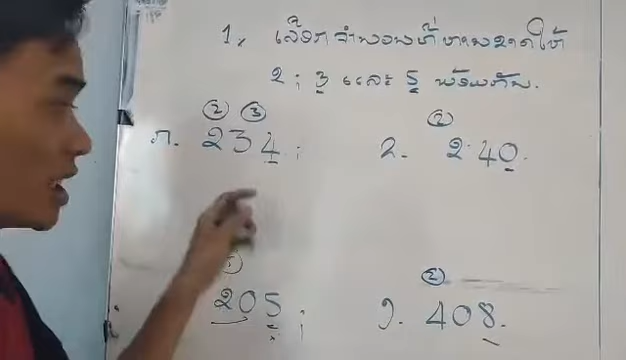 1. ເລືອກຈຳນວນທີ່ຫານຂາດໃຫ້
2 ; 3 ແລະ 5 ພ້ອມກັນ.
② ③ ②
ກ. 234 ; 2. 240.
②
205 ; ງ. 408.